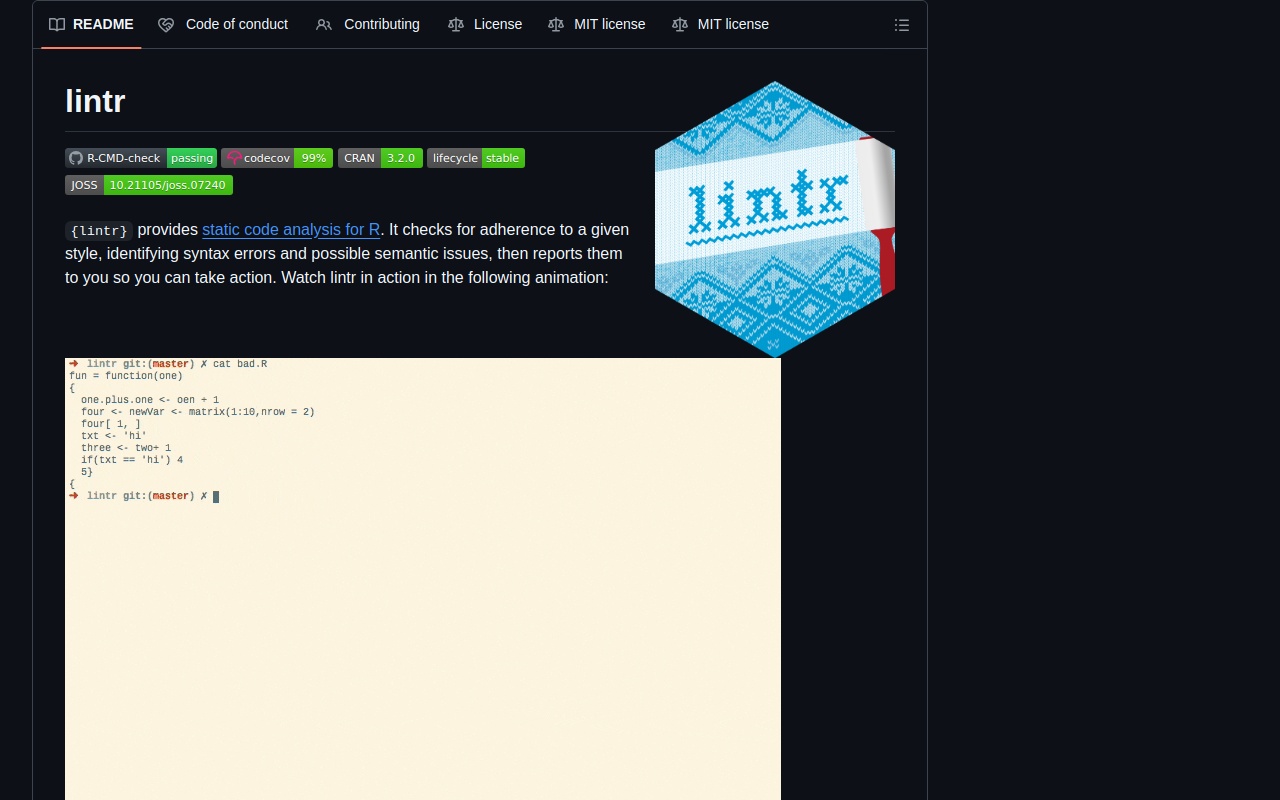 README Code of conduct Contributing License MIT license MIT license
lintr
R-CMD-check passing codecov 99% CRAN 3.2.0 lifecycle stable
JOSS 10.21105/joss.07240
lintr
{lintr} provides static code analysis for R. It checks for adherence to a given
style, identifying syntax errors and possible semantic issues, then reports them
to you so you can take action. Watch lintr in action in the following animation:
➜ lintr git:(master) ✗ cat bad.R
fun = function(one)
{
  one.plus.one <- oen + 1
  four <- newVar <- matrix(1:10,nrow = 2)
  four[ 1, ]
  txt <- 'hi'
  three <- two+ 1
  if(txt == 'hi') 4
  5}
{
➜ lintr git:(master) ✗